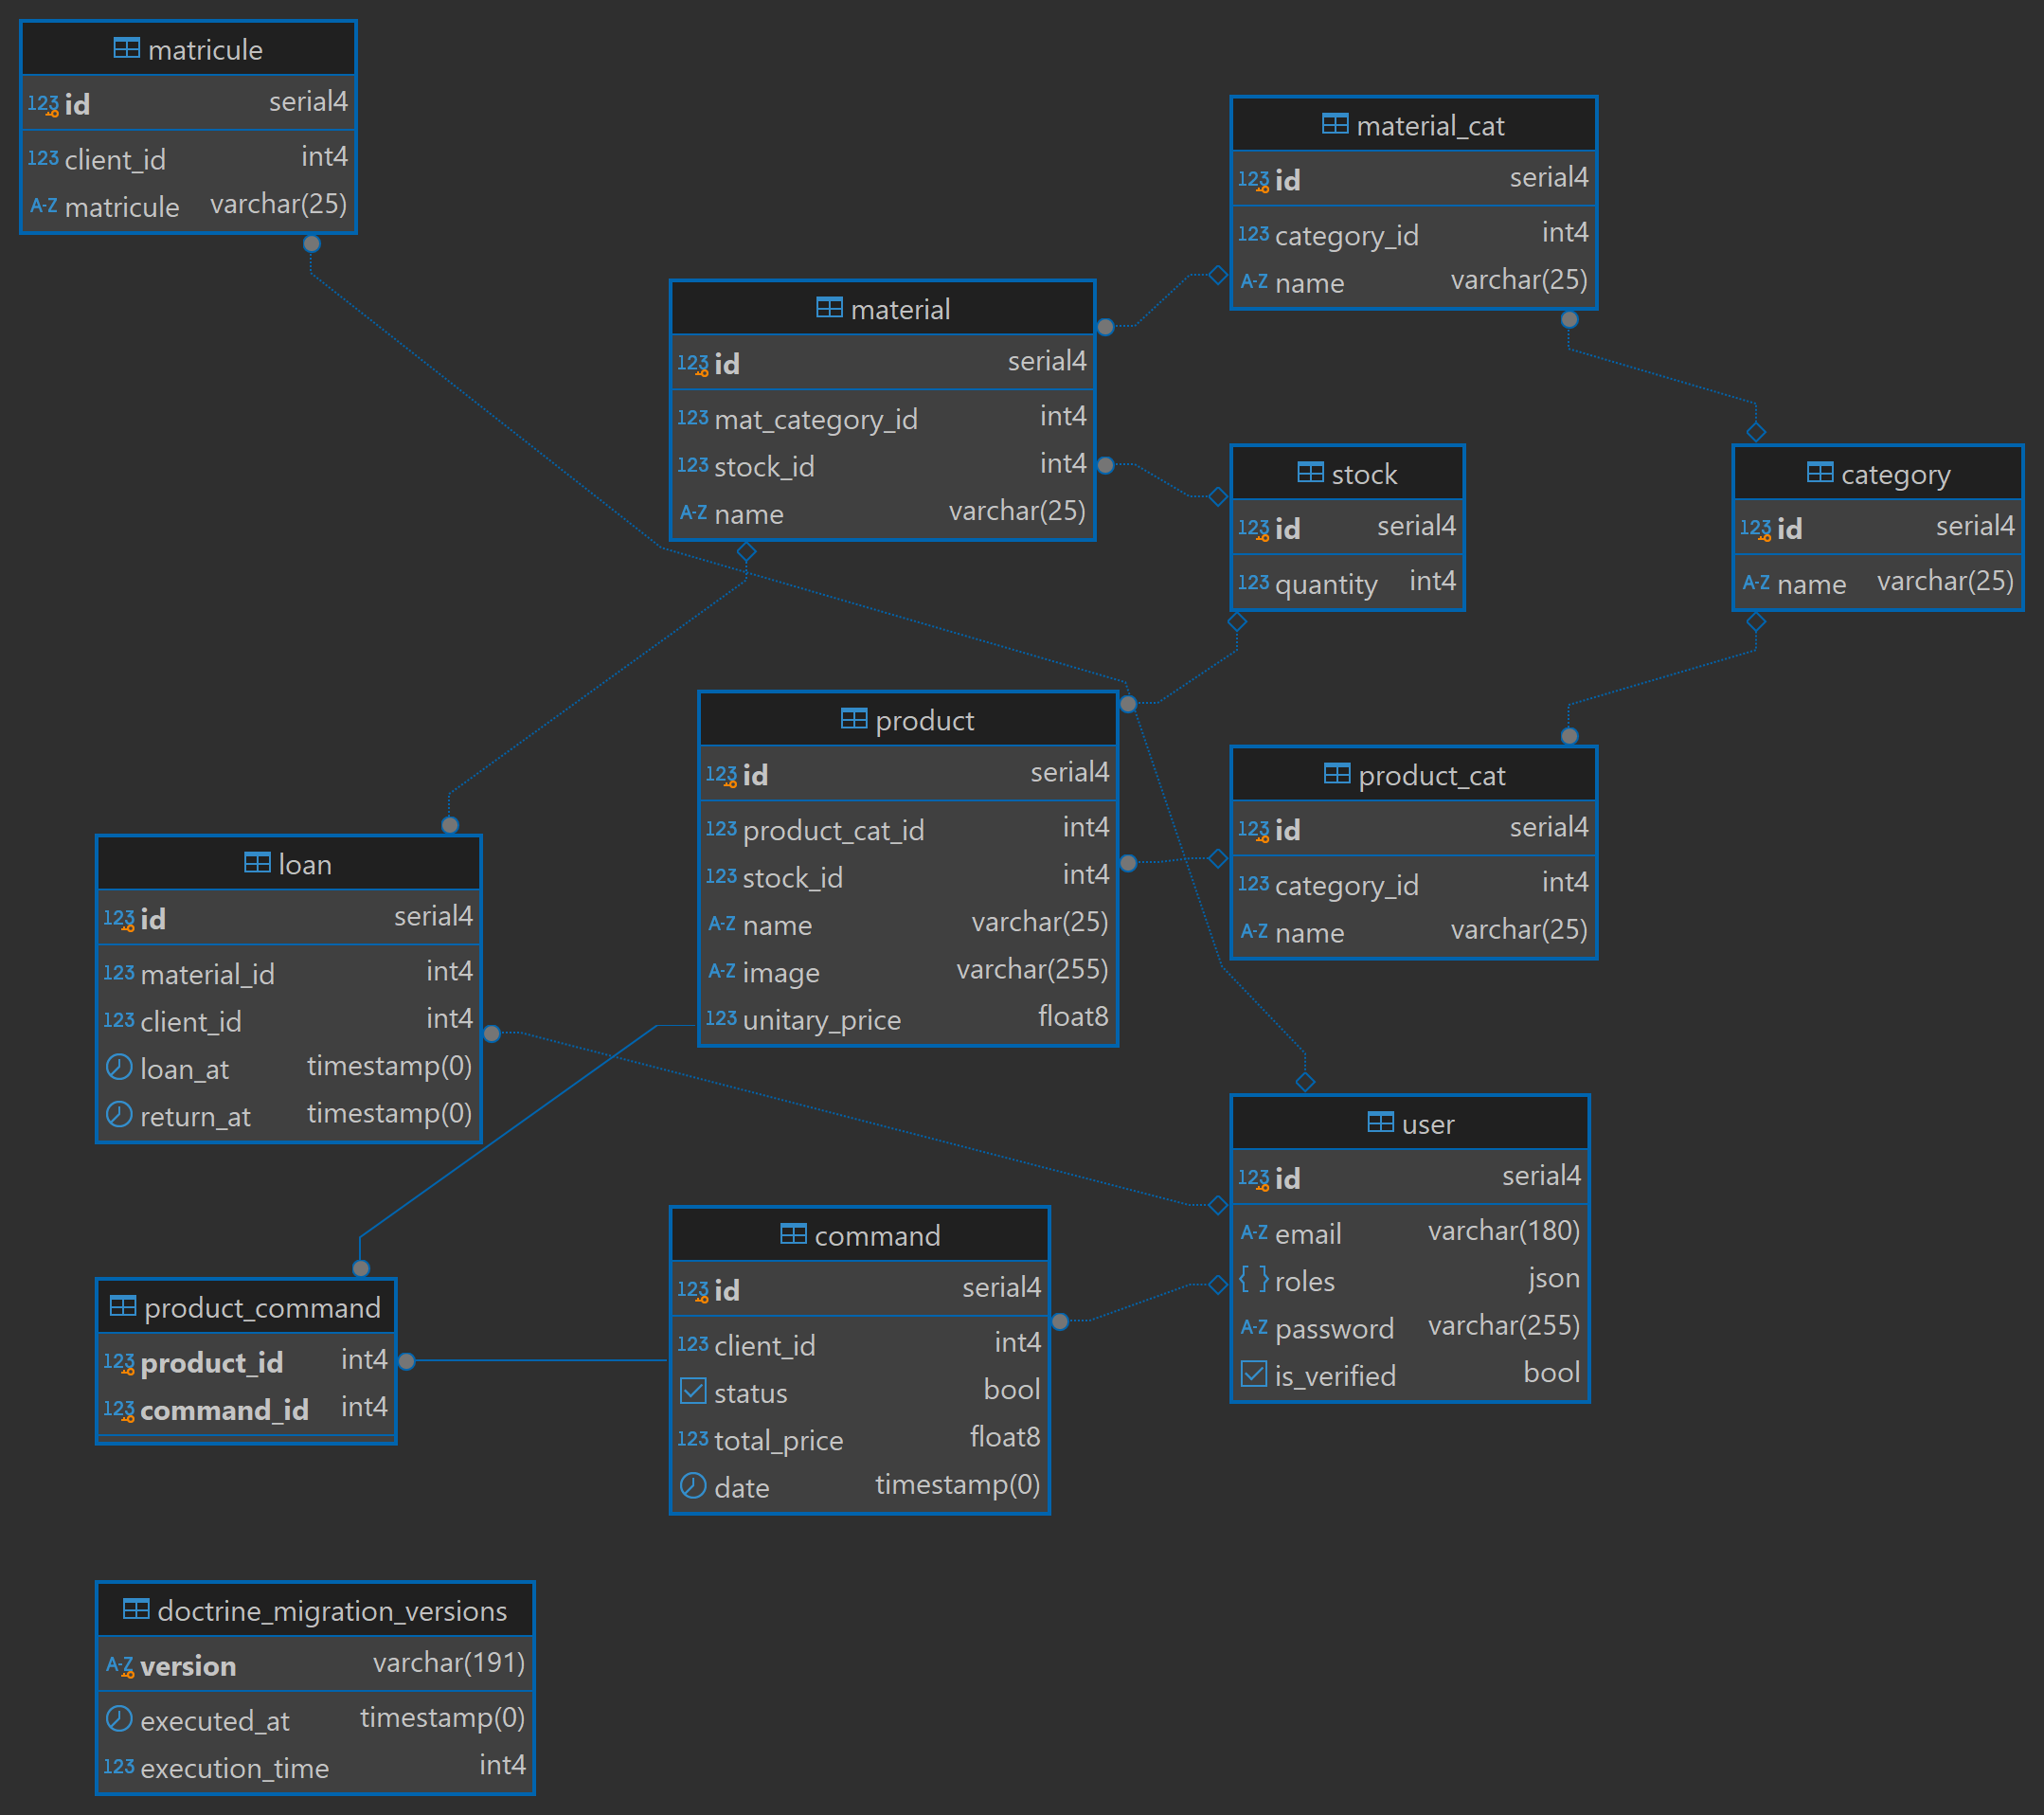 matricule
123 id serial4
123 client_id int4
A-Z matricule varchar(25)
material_cat
123 id serial4
123 category_id int4
A-Z name varchar(25)
material
123 id serial4
123 mat_category_id int4
123 stock_id int4
A-Z name varchar(25)
stock
123 id serial4
123 quantity int4
category
123 id serial4
A-Z name varchar(25)
product
123 id serial4
123 product_cat_id int4
123 stock_id int4
A-Z name varchar(25)
A-Z image varchar(255)
123 unitary_price float8
product_cat
123 id serial4
123 category_id int4
A-Z name varchar(25)
loan
123 id serial4
123 material_id int4
123 client_id int4
loan_at timestamp(0)
return_at timestamp(0)
user
123 id serial4
A-Z email varchar(180)
{} roles json
A-Z password varchar(255)
is_verified bool
command
123 id serial4
123 client_id int4
status bool
123 total_price float8
date timestamp(0)
product_command
123 product_id int4
123 command_id int4
doctrine_migration_versions
A-Z version varchar(191)
executed_at timestamp(0)
123 execution_time int4